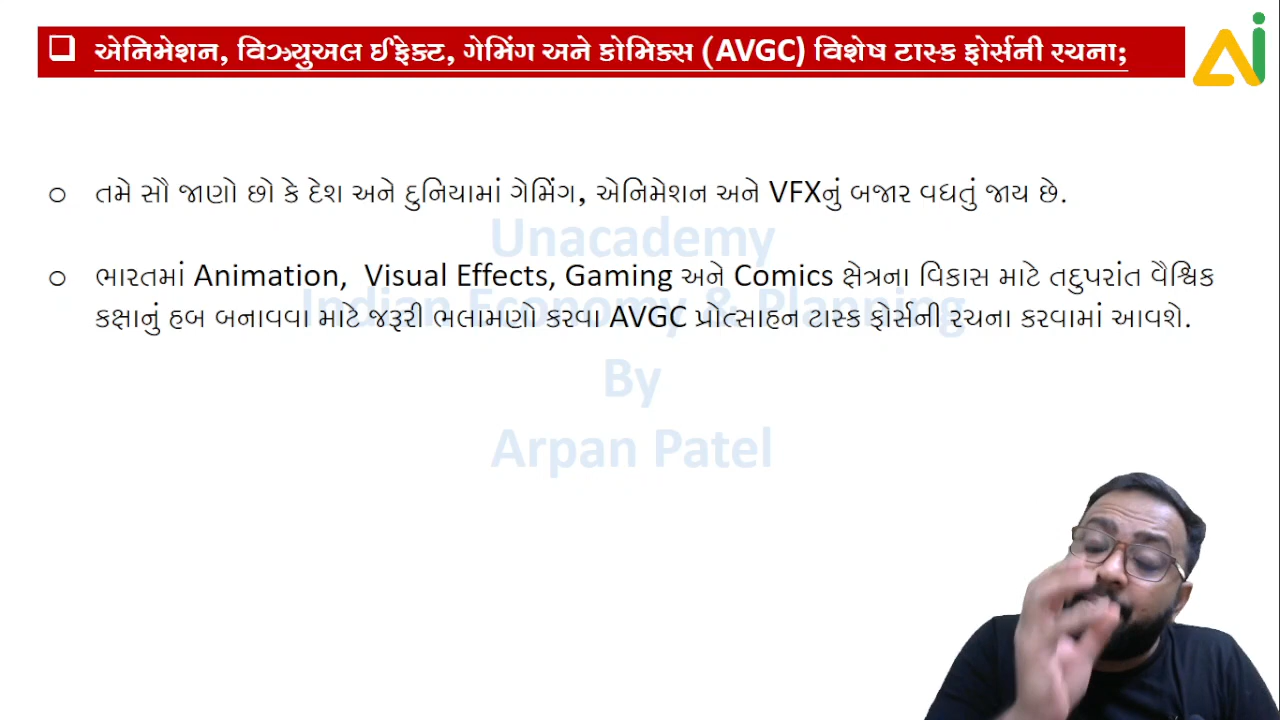 ❑ એનિમેશન, વિઝ્યુઅલ ઈફેક્ટ, ગેમિંગ અને કોમિક્સ (AVGC) વિશેષ ટાસ્ક ફોર્સની રચના;
Ai
○ તમે સૌ જાણો છો કે દેશ અને દુનિયામાં ગેમિંગ, એનિમેશન અને VFXનું બજાર વધતું જાય છે.
Unacademy
○ ભારતમાં Animation, Visual Effects, Gaming અને Comics ક્ષેત્રના વિકાસ માટે તદુપરાંત વૈશ્વિક
Indian Economy & Planning
કક્ષાનું હબ બનાવવા માટે જરૂરી ભલામણો કરવા AVGC પ્રોત્સાહન ટાસ્ક ફોર્સની રચના કરવામાં આવશે.
By
Arpan Patel